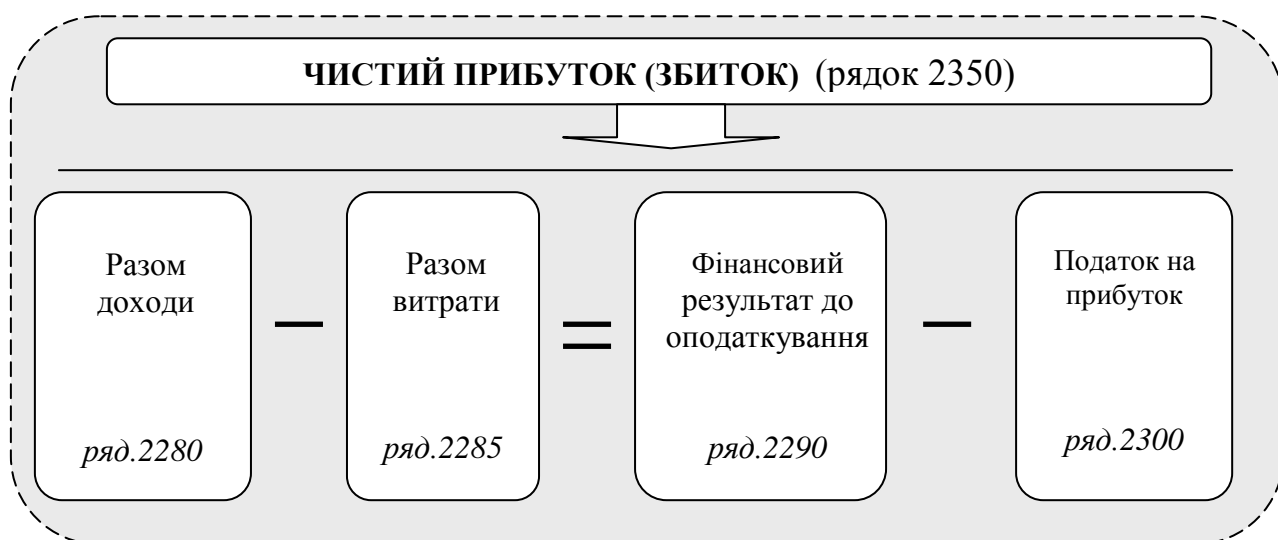 ЧИСТИЙ ПРИБУТОК (ЗБИТОК) (рядок 2350)
Разом
доходи
ряд.2280
—
Разом
витрати
ряд.2285
=
Фінансовий
результат до
оподаткування
ряд.2290
—
Податок на
прибуток
ряд.2300